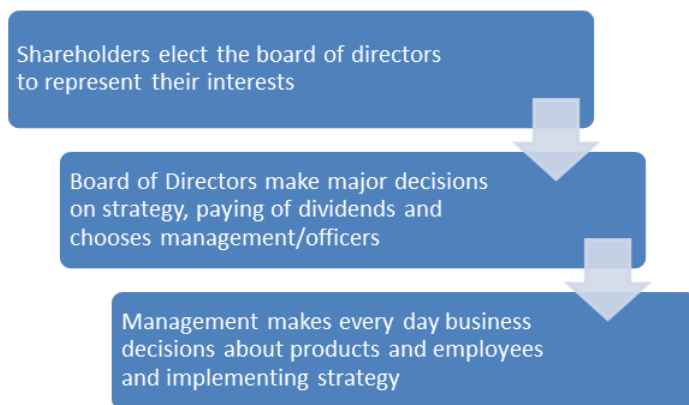 Shareholders elect the board of directors
to represent their interests
Board of Directors make major decisions
on strategy, paying of dividends and
chooses management/officers
Management makes every day business
decisions about products and employees
and implementing strategy